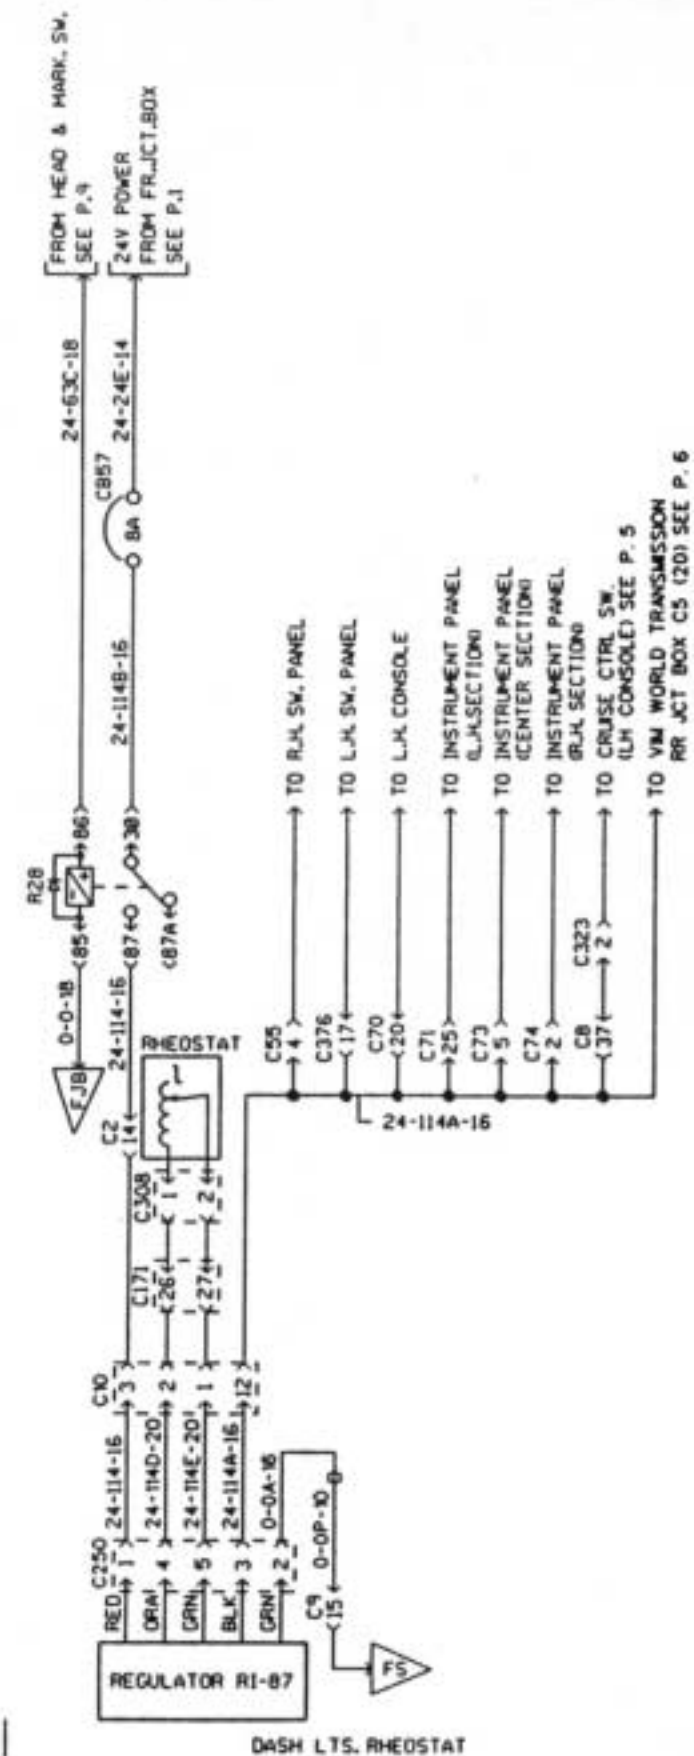 FROM HEAD & MARK. SW.
SEE P.9
24V POWER
FROM FR.JCT.BOX
SEE P.1
24-63C-18
24-24E-14
CB57
8A
24-114B-16
R28
86
30
85
87
87A
0-0-18
24-114-16
FJB
RHEOSTAT
C2
14
C308
1
2
C171
26
27
C10
3
2
1
12
24-114-16
24-114D-20
24-114E-20
24-114A-16
0-0A-16
C250
1
4
5
3
2
RED
ORA
GRN
BLK
GRN
REGULATOR RI-87
0-0P-10
C9
15
FS
24-114A-16
C55
4
TO R.H. SW. PANEL
C376
17
TO L.H. SW. PANEL
C70
20
TO L.H. CONSOLE
C71
25
TO INSTRUMENT PANEL
(L.H.SECTION)
C73
5
TO INSTRUMENT PANEL
(CENTER SECTION)
C74
2
TO INSTRUMENT PANEL
(R.H. SECTION)
C8
37
C323
2
TO CRUISE CTRL SW.
(LH CONSOLE) SEE P. 5
TO VIM WORLD TRANSMISSION
RR JCT BOX C5 (20) SEE P. 6
DASH LTS. RHEOSTAT